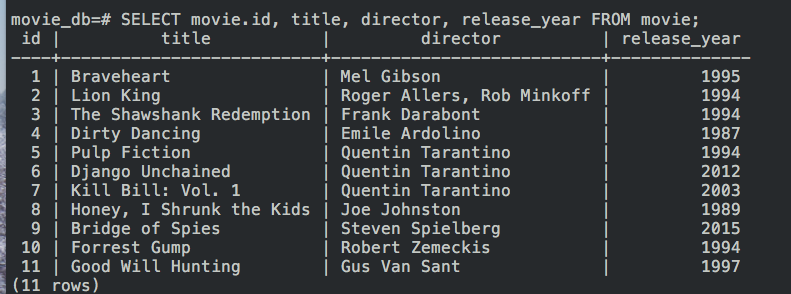 movie_db=# SELECT movie.id, title, director, release_year FROM movie;
 id |          title           |          director          | release_year
----+--------------------------+----------------------------+--------------
  1 | Braveheart               | Mel Gibson                 |         1995
  2 | Lion King                | Roger Allers, Rob Minkoff  |         1994
  3 | The Shawshank Redemption | Frank Darabont             |         1994
  4 | Dirty Dancing            | Emile Ardolino             |         1987
  5 | Pulp Fiction             | Quentin Tarantino          |         1994
  6 | Django Unchained         | Quentin Tarantino          |         2012
  7 | Kill Bill: Vol. 1        | Quentin Tarantino          |         2003
  8 | Honey, I Shrunk the Kids | Joe Johnston               |         1989
  9 | Bridge of Spies          | Steven Spielberg           |         2015
 10 | Forrest Gump             | Robert Zemeckis            |         1994
 11 | Good Will Hunting        | Gus Van Sant               |         1997
(11 rows)